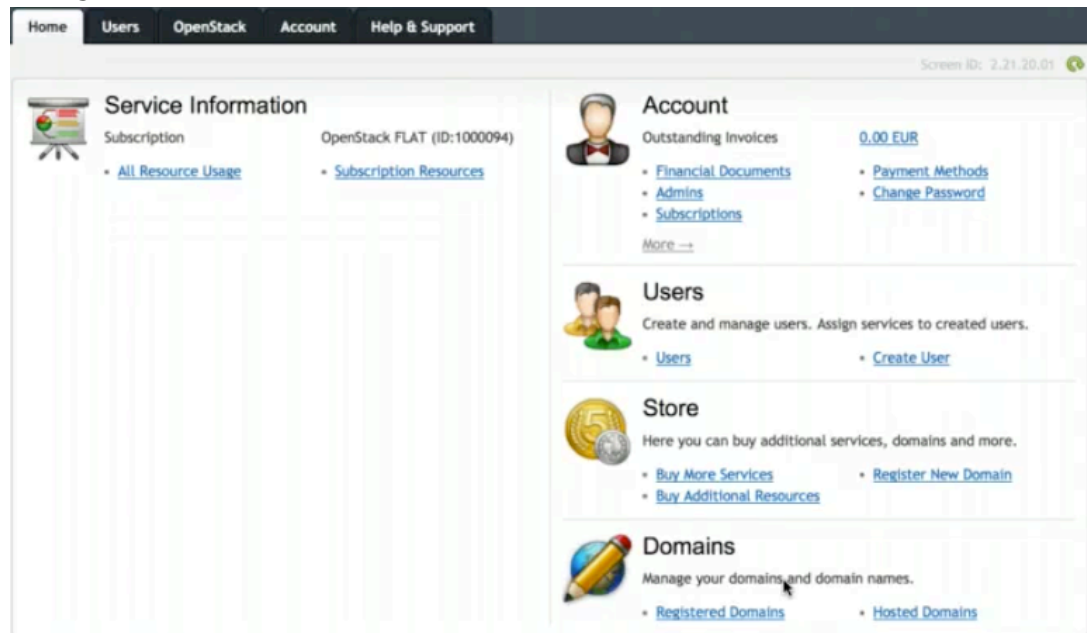 Home Users OpenStack Account Help & Support
Screen ID: 2.21.20.01
Service Information
Subscription OpenStack FLAT (ID:1000094)
• All Resource Usage • Subscription Resources
Account
Outstanding Invoices 0.00 EUR
• Financial Documents • Payment Methods
• Admins • Change Password
• Subscriptions
More →
Users
Create and manage users. Assign services to created users.
• Users • Create User
Store
Here you can buy additional services, domains and more.
• Buy More Services • Register New Domain
• Buy Additional Resources
Domains
Manage your domains and domain names.
• Registered Domains • Hosted Domains